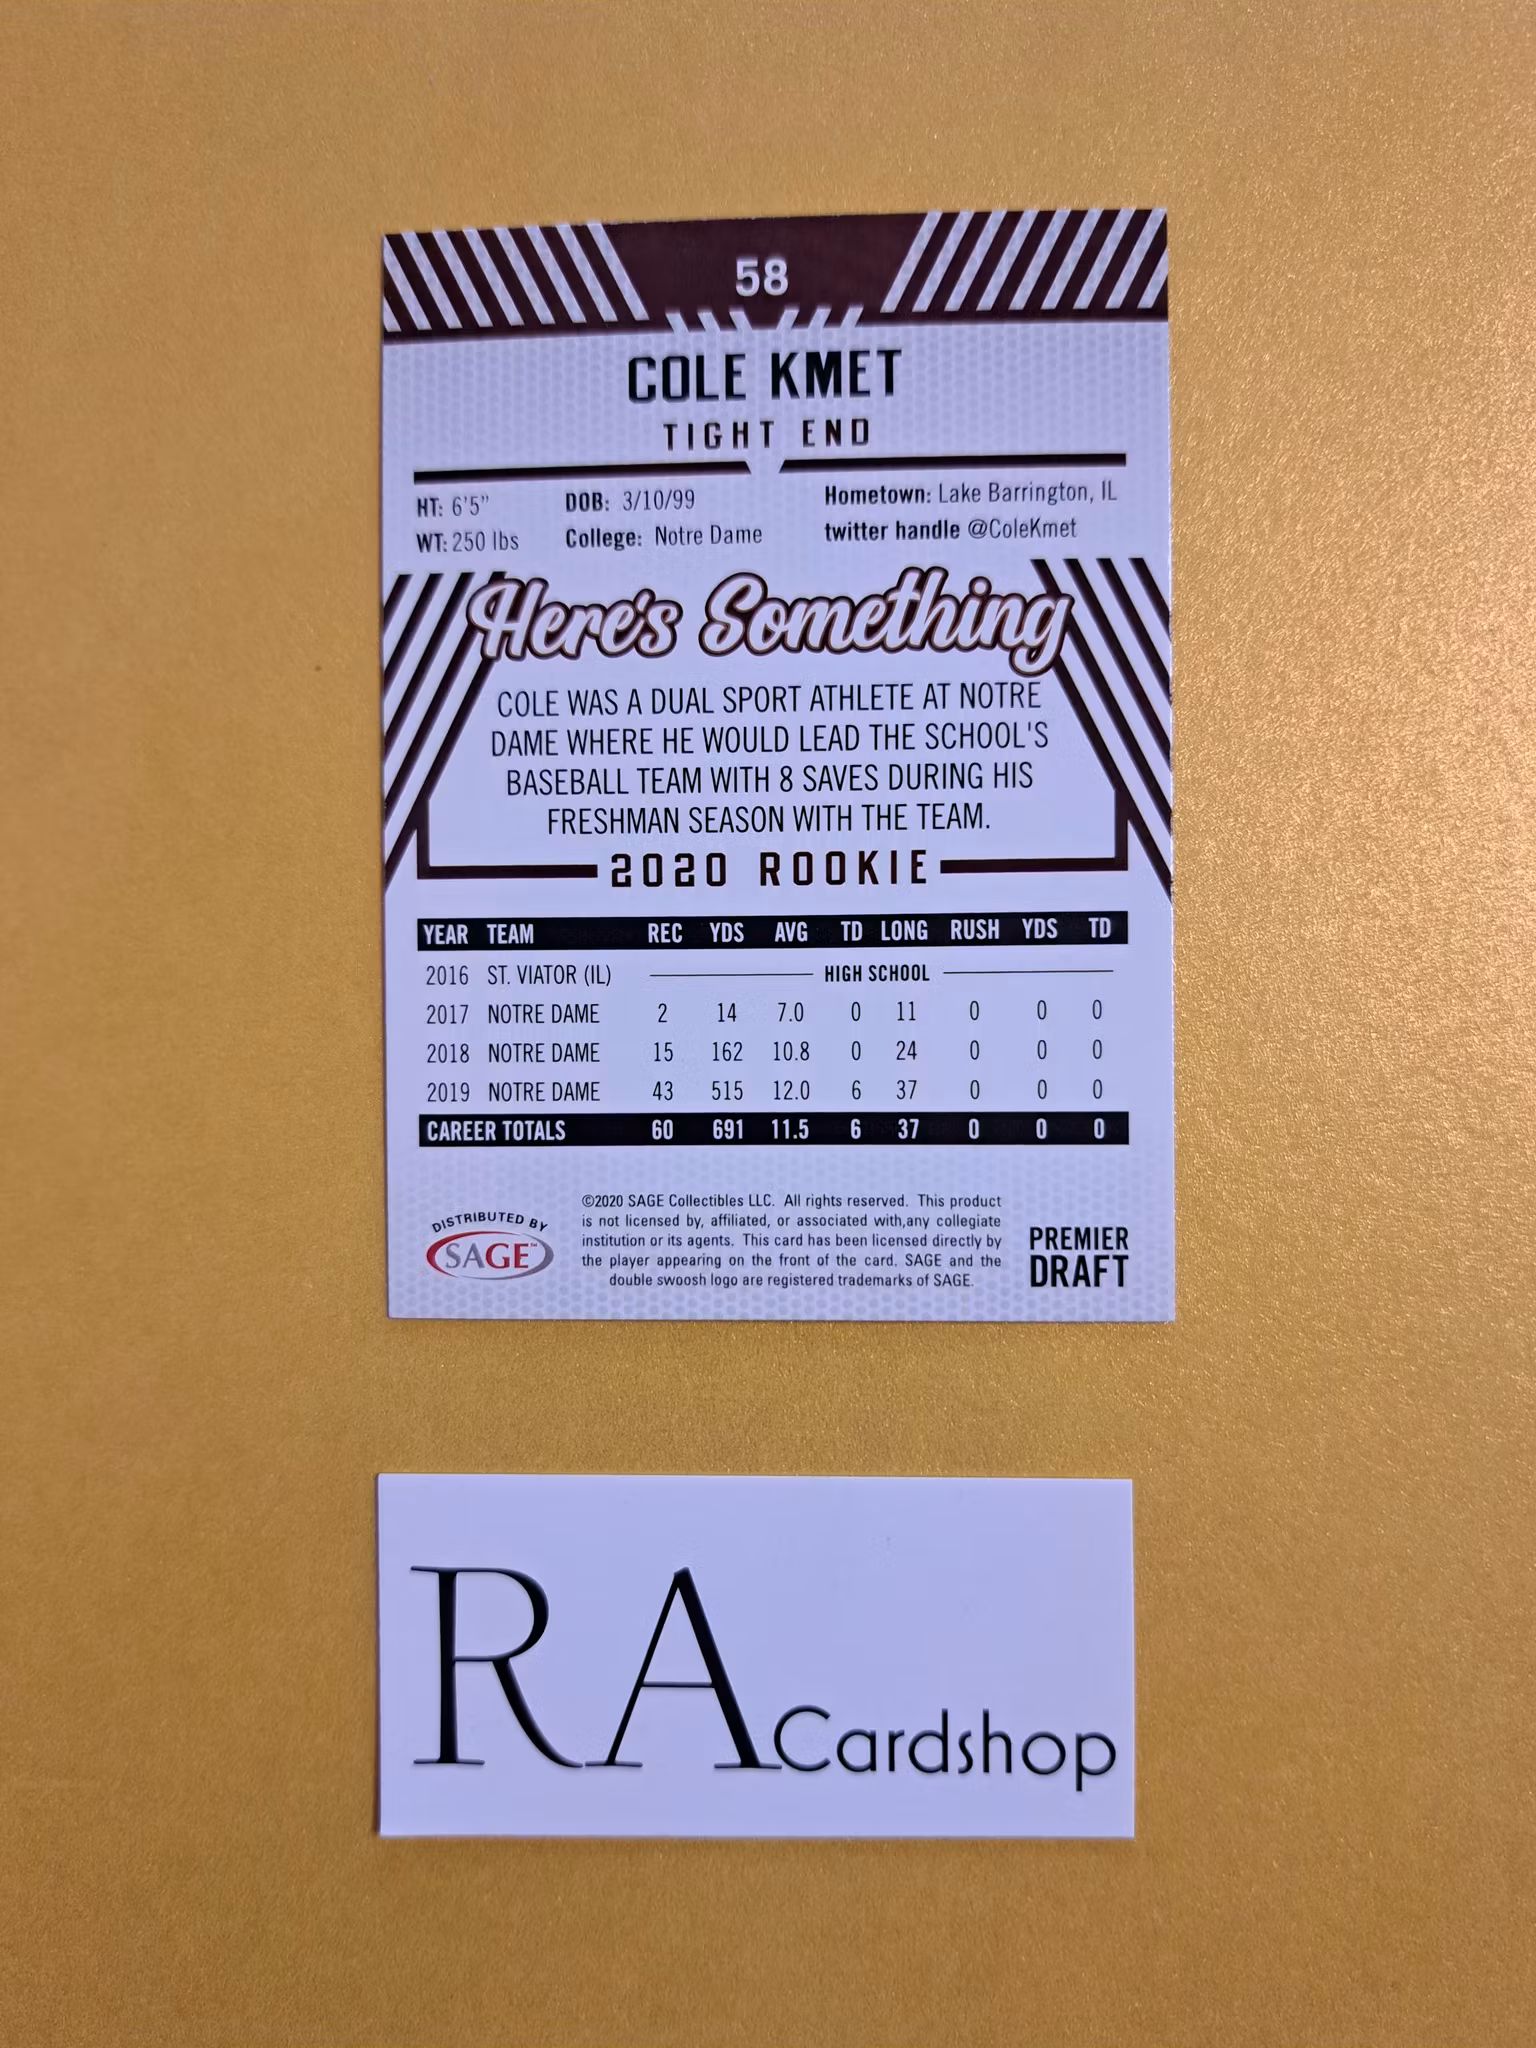 58
COLE KMET
TIGHT END
HT: 6'5" DOB: 3/10/99 Hometown: Lake Barrington, IL
WT: 250 lbs College: Notre Dame twitter handle @ColeKmet
Here's Something
COLE WAS A DUAL SPORT ATHLETE AT NOTRE
DAME WHERE HE WOULD LEAD THE SCHOOL'S
BASEBALL TEAM WITH 8 SAVES DURING HIS
FRESHMAN SEASON WITH THE TEAM.
2020 ROOKIE
YEAR TEAM REC YDS AVG TD LONG RUSH YDS TD
2016 ST. VIATOR (IL) HIGH SCHOOL
2017 NOTRE DAME 2 14 7.0 0 11 0 0 0
2018 NOTRE DAME 15 162 10.8 0 24 0 0 0
2019 NOTRE DAME 43 515 12.0 6 37 0 0 0
CAREER TOTALS 60 691 11.5 6 37 0 0 0
DISTRIBUTED BY
SAGE™
©2020 SAGE Collectibles LLC. All rights reserved. This product
is not licensed by, affiliated, or associated with,any collegiate
institution or its agents. This card has been licensed directly by
the player appearing on the front of the card. SAGE and the
double swoosh logo are registered trademarks of SAGE.
PREMIER
DRAFT
RA Cardshop